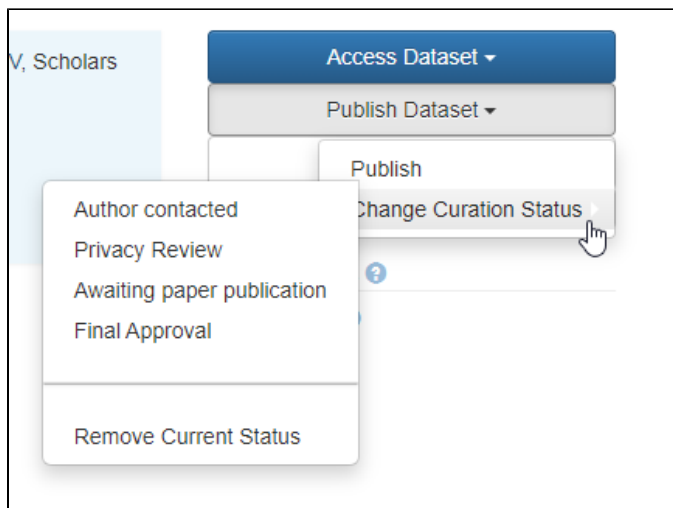 V, Scholars
Access Dataset
Publish Dataset
Publish
Change Curation Status
Author contacted
Privacy Review
Awaiting paper publication
Final Approval
Remove Current Status
?